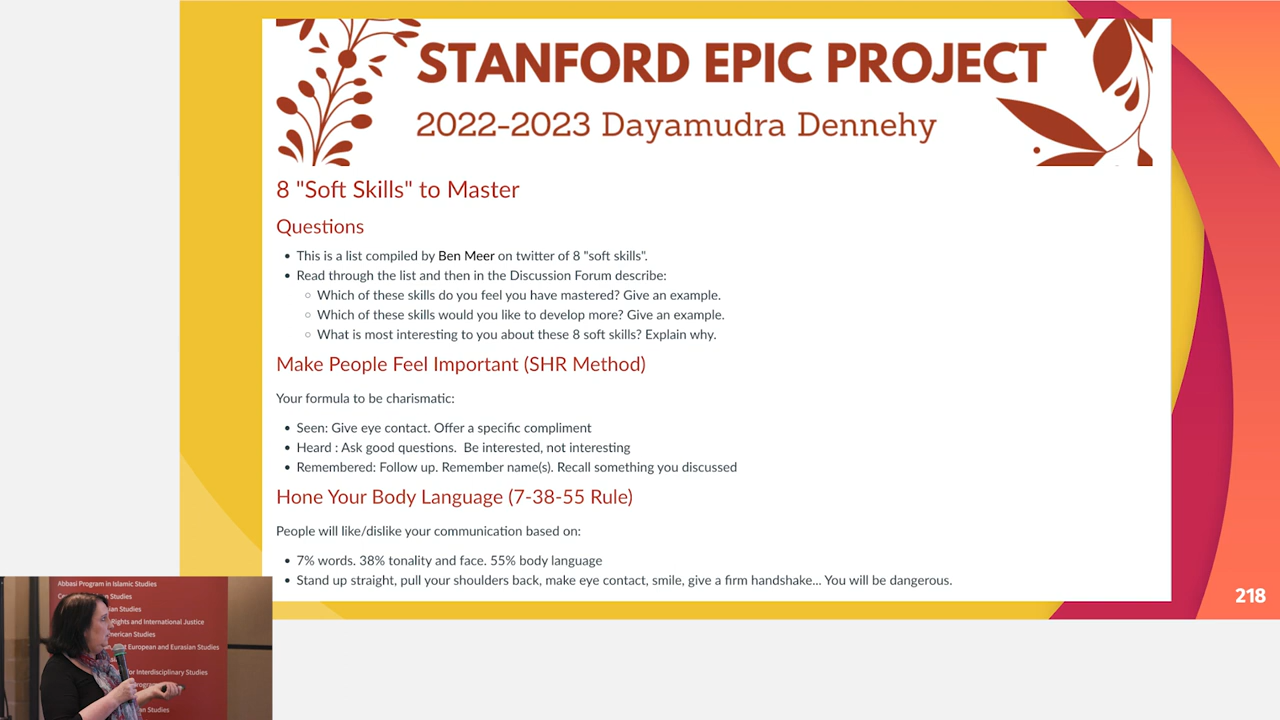 STANFORD EPIC PROJECT
2022-2023 Dayamudra Dennehy
8 "Soft Skills" to Master
Questions
• This is a list compiled by Ben Meer on twitter of 8 "soft skills".
• Read through the list and then in the Discussion Forum describe:
◦ Which of these skills do you feel you have mastered? Give an example.
◦ Which of these skills would you like to develop more? Give an example.
◦ What is most interesting to you about these 8 soft skills? Explain why.
Make People Feel Important (SHR Method)
Your formula to be charismatic:
• Seen: Give eye contact. Offer a specific compliment
• Heard : Ask good questions.  Be interested, not interesting
• Remembered: Follow up. Remember name(s). Recall something you discussed
Hone Your Body Language (7-38-55 Rule)
People will like/dislike your communication based on:
• 7% words. 38% tonality and face. 55% body language
• Stand up straight, pull your shoulders back, make eye contact, smile, give a firm handshake... You will be dangerous.
218
Abbasi Program in Islamic Studies
Studies
Studies
Rights and International Justice
Studies
European and Eurasian Studies
for Interdisciplinary Studies
Studies